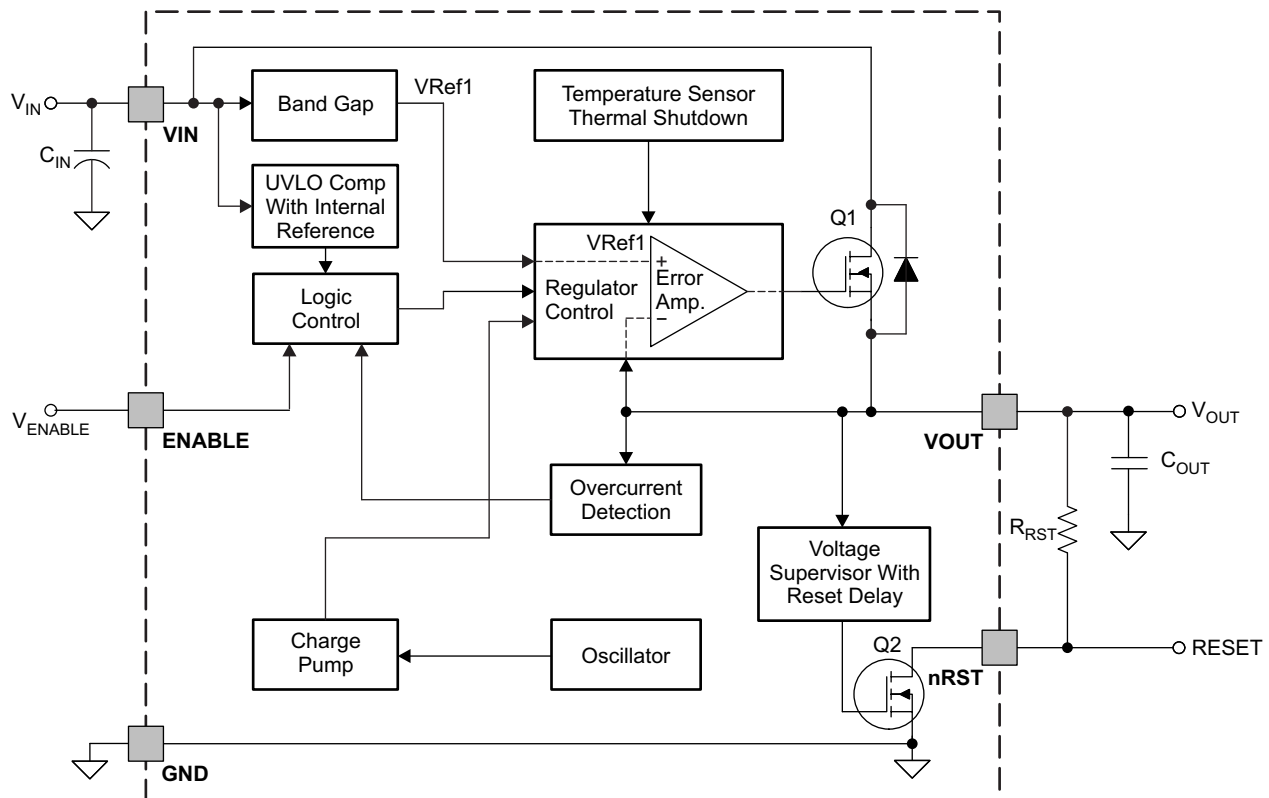 V_IN
C_IN
VIN
Band Gap
VRef1
UVLO Comp
With Internal
Reference
Logic
Control
Temperature Sensor
Thermal Shutdown
VRef1
+
Error
Amp.
−
Regulator
Control
Q1
V_ENABLE
ENABLE
VOUT
V_OUT
C_OUT
R_RST
Overcurrent
Detection
Voltage
Supervisor With
Reset Delay
Charge
Pump
Oscillator
Q2
nRST
RESET
GND